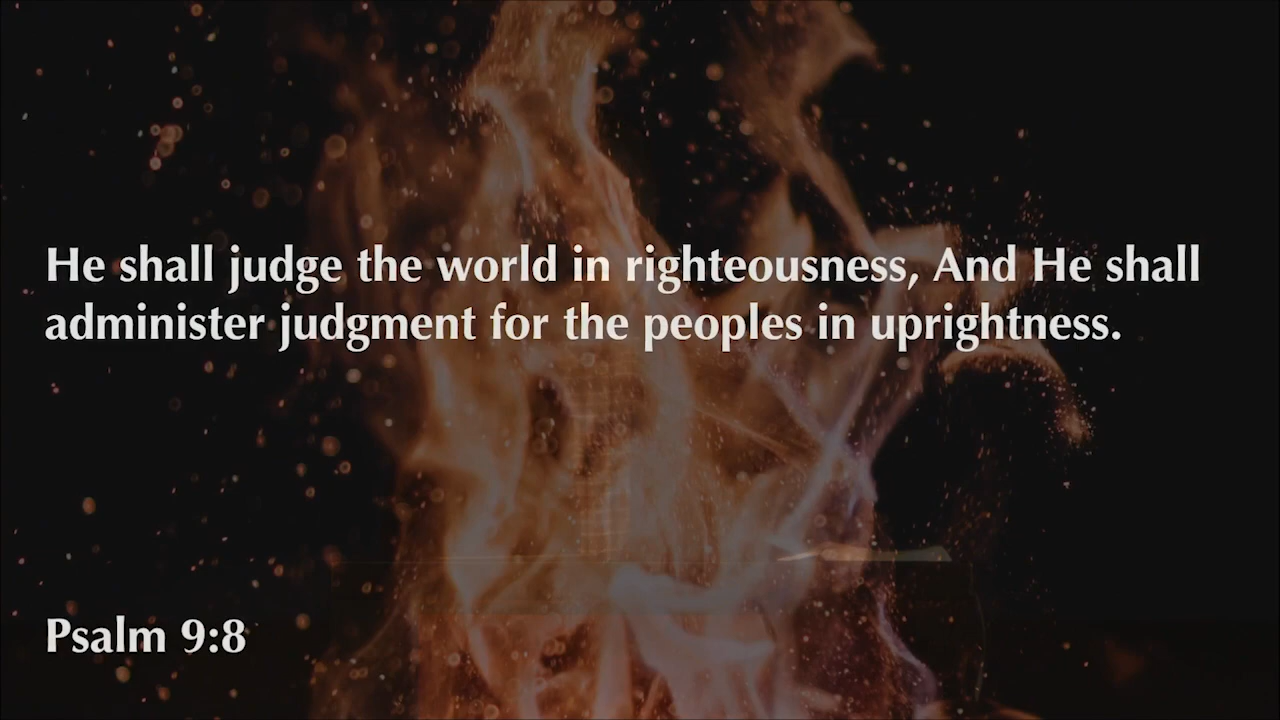 He shall judge the world in righteousness, And He shall
administer judgment for the peoples in uprightness.
Psalm 9:8